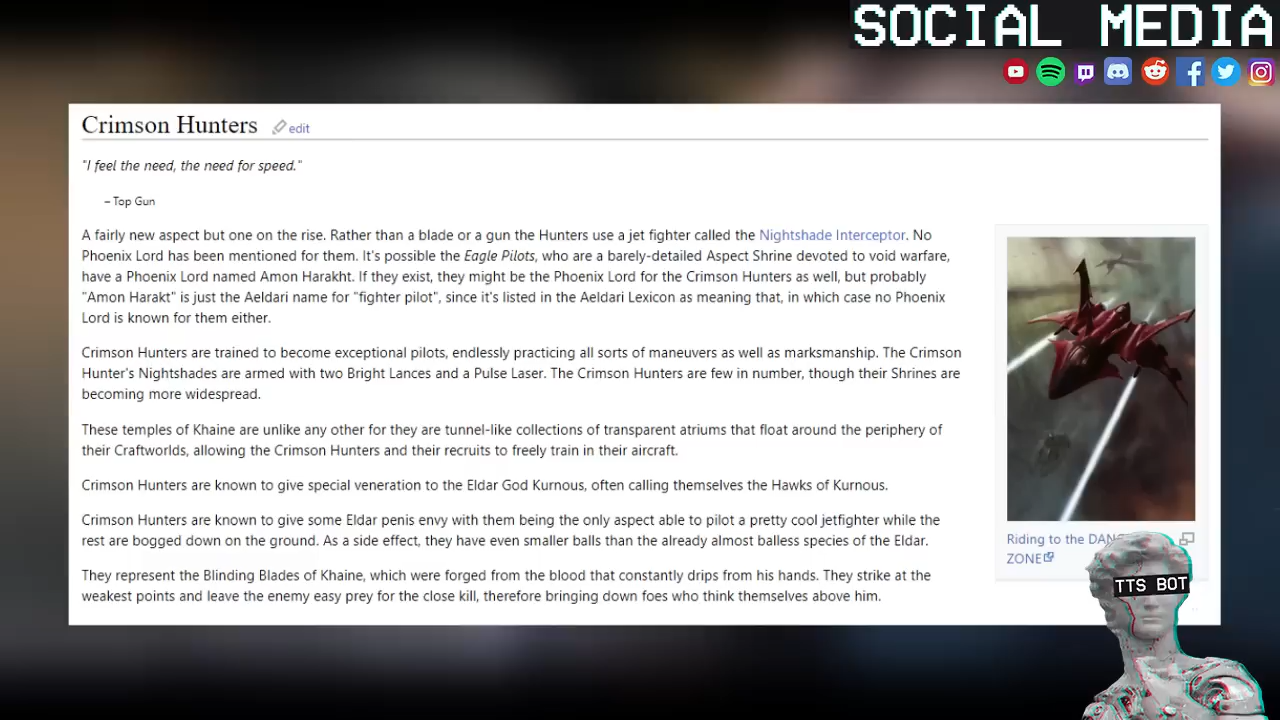 SOCIAL MEDIA
Crimson Hunters edit
"I feel the need, the need for speed."
– Top Gun
A fairly new aspect but one on the rise. Rather than a blade or a gun the Hunters use a jet fighter called the Nightshade Interceptor. No
Phoenix Lord has been mentioned for them. It's possible the Eagle Pilots, who are a barely-detailed Aspect Shrine devoted to void warfare,
have a Phoenix Lord named Amon Harakht. If they exist, they might be the Phoenix Lord for the Crimson Hunters as well, but probably
"Amon Harakt" is just the Aeldari name for "fighter pilot", since it's listed in the Aeldari Lexicon as meaning that, in which case no Phoenix
Lord is known for them either.
Crimson Hunters are trained to become exceptional pilots, endlessly practicing all sorts of maneuvers as well as marksmanship. The Crimson
Hunter's Nightshades are armed with two Bright Lances and a Pulse Laser. The Crimson Hunters are few in number, though their Shrines are
becoming more widespread.
These temples of Khaine are unlike any other for they are tunnel-like collections of transparent atriums that float around the periphery of
their Craftworlds, allowing the Crimson Hunters and their recruits to freely train in their aircraft.
Crimson Hunters are known to give special veneration to the Eldar God Kurnous, often calling themselves the Hawks of Kurnous.
Crimson Hunters are known to give some Eldar penis envy with them being the only aspect able to pilot a pretty cool jetfighter while the
rest are bogged down on the ground. As a side effect, they have even smaller balls than the already almost balless species of the Eldar.
They represent the Blinding Blades of Khaine, which were forged from the blood that constantly drips from his hands. They strike at the
weakest points and leave the enemy easy prey for the close kill, therefore bringing down foes who think themselves above him.
Riding to the
ZONE
TTS BOT